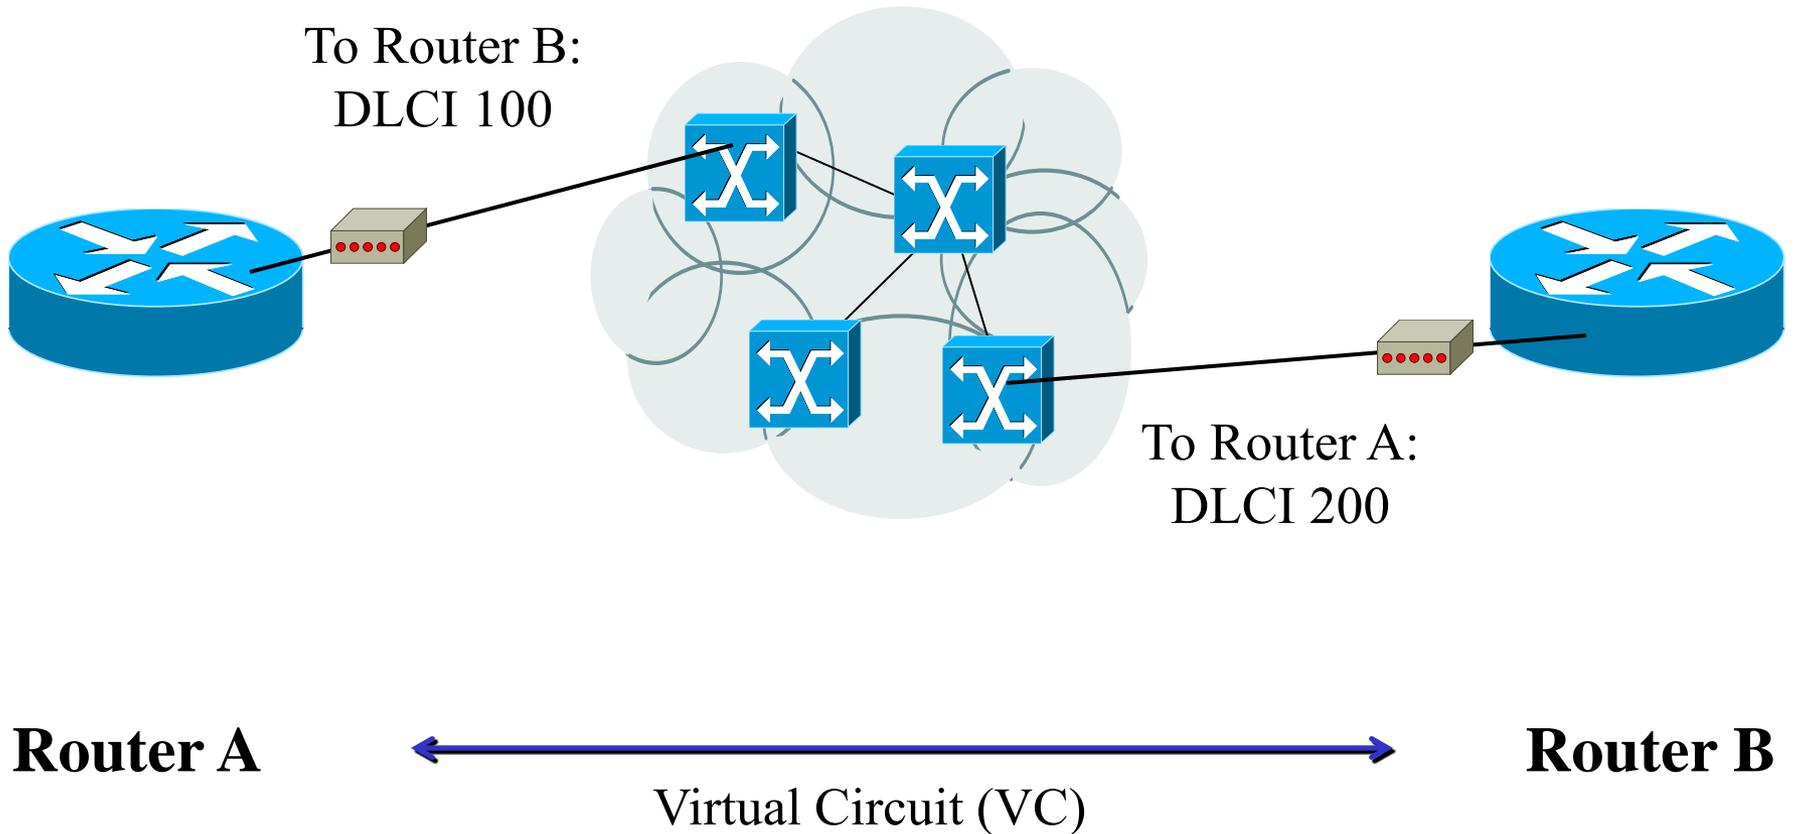 To Router B:
DLCI 100
To Router A:
DLCI 200
Router A
Router B
Virtual Circuit (VC)